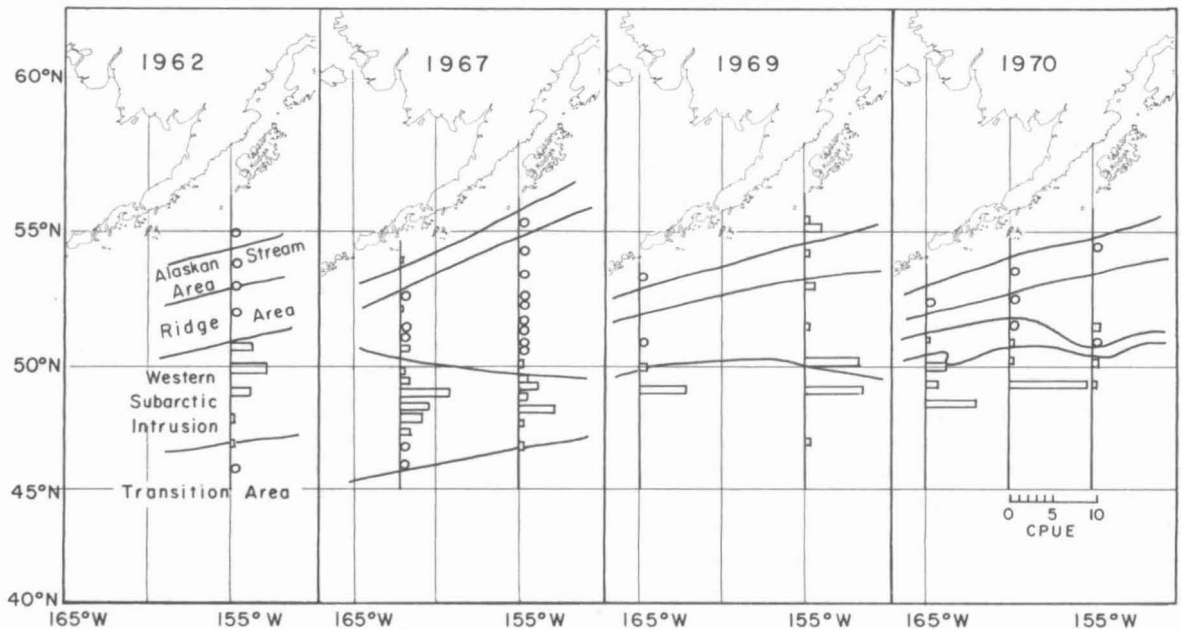 1962
1967
1969
1970
60°N
55°N
Alaskan Stream
Area
Ridge Area
50°N
Western
Subarctic
Intrusion
45°N
Transition Area
0 5 10
CPUE
40°N
165°W 155°W 165°W 155°W 165°W 155°W 165°W 155°W